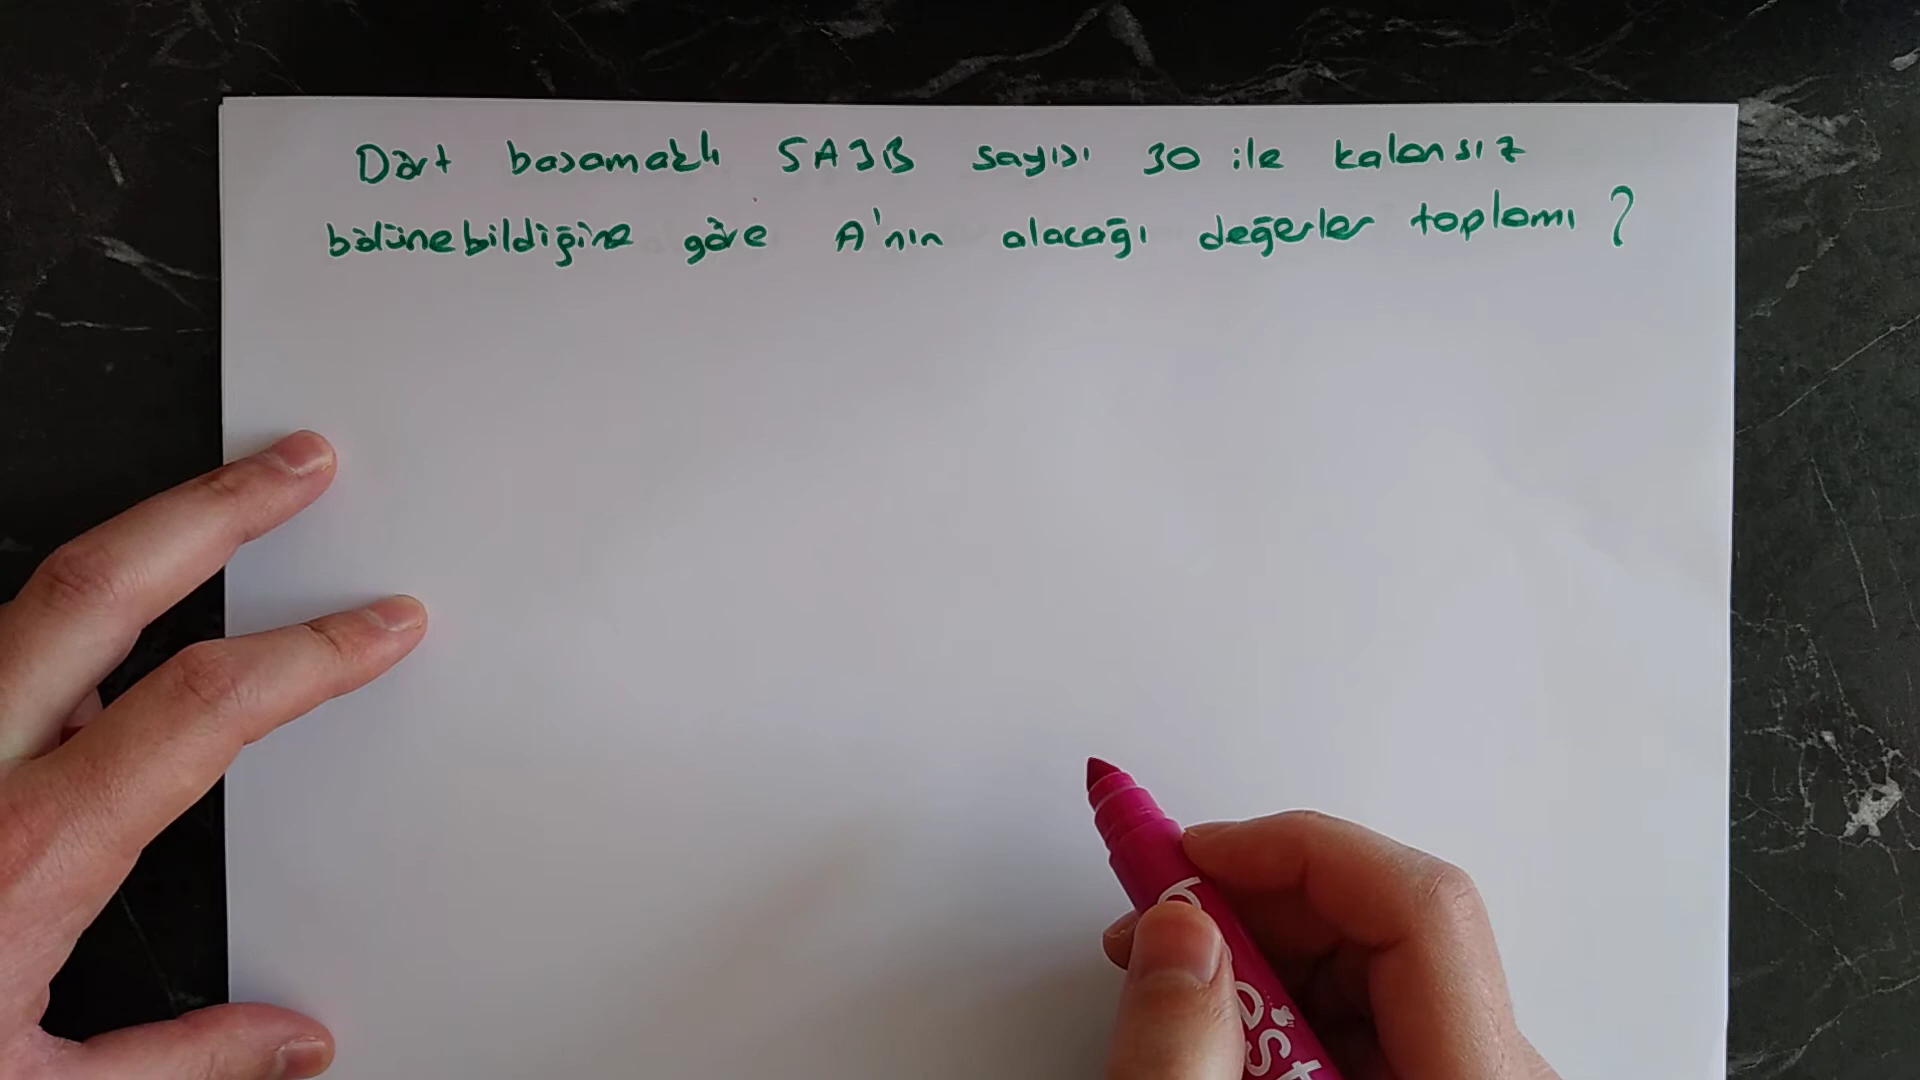 Dört basamaklı 5A3B sayısı 30 ile kalansız
bölünebildiğine göre A'nın alacağı değerler toplamı ?